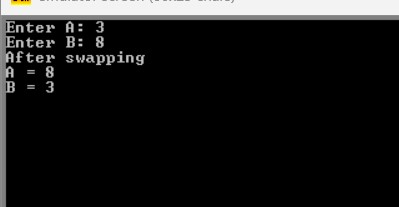 Enter A: 3
Enter B: 8
After swapping
A = 8
B = 3